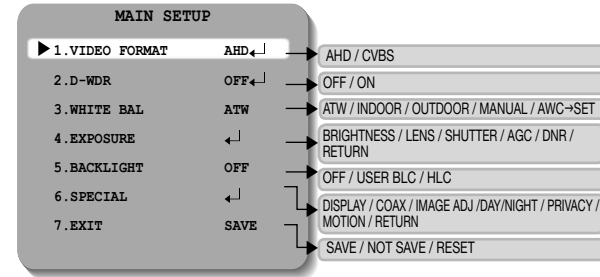 MAIN SETUP
1.VIDEO FORMAT AHD↵
AHD / CVBS
2.D-WDR OFF↵
OFF / ON
3.WHITE BAL ATW
ATW / INDOOR / OUTDOOR / MANUAL / AWC→SET
4.EXPOSURE ↵
BRIGHTNESS / LENS / SHUTTER / AGC / DNR /
RETURN
5.BACKLIGHT OFF
OFF / USER BLC / HLC
6.SPECIAL ↵
DISPLAY / COAX / IMAGE ADJ /DAY/NIGHT / PRIVACY /
MOTION / RETURN
7.EXIT SAVE
SAVE / NOT SAVE / RESET